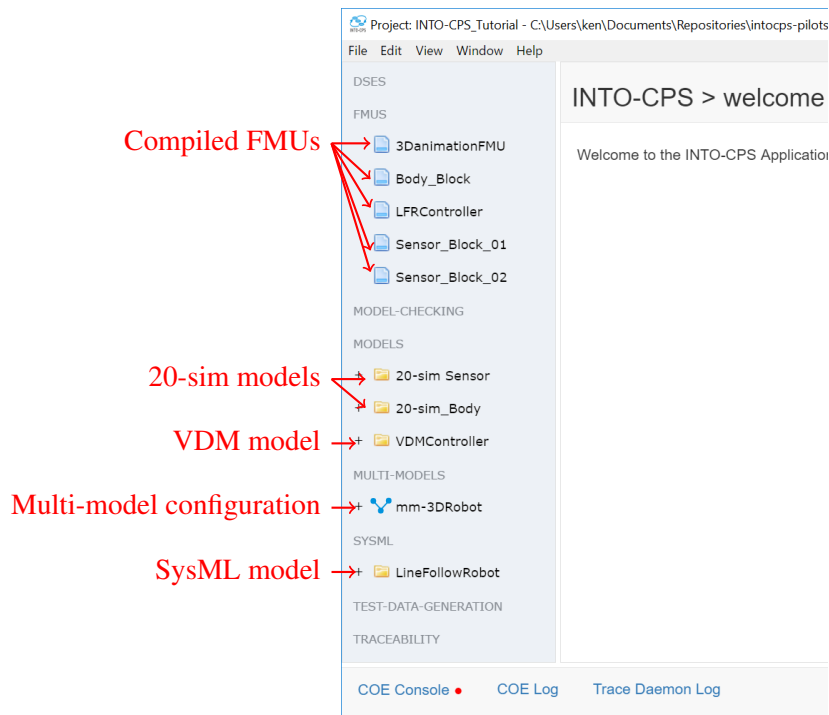 Project: INTO-CPS_Tutorial - C:\Users\ken\Documents\Repositories\intocps-pilots
File Edit View Window Help
DSES
INTO-CPS > welcome
FMUS
Compiled FMUs
3DanimationFMU
Welcome to the INTO-CPS Application
Body_Block
LFRController
Sensor_Block_01
Sensor_Block_02
MODEL-CHECKING
MODELS
20-sim models
+ 20-sim Sensor
+ 20-sim_Body
VDM model
+ VDMController
MULTI-MODELS
Multi-model configuration
+ mm-3DRobot
SYSML
SysML model
+ LineFollowRobot
TEST-DATA-GENERATION
TRACEABILITY
COE Console COE Log Trace Daemon Log